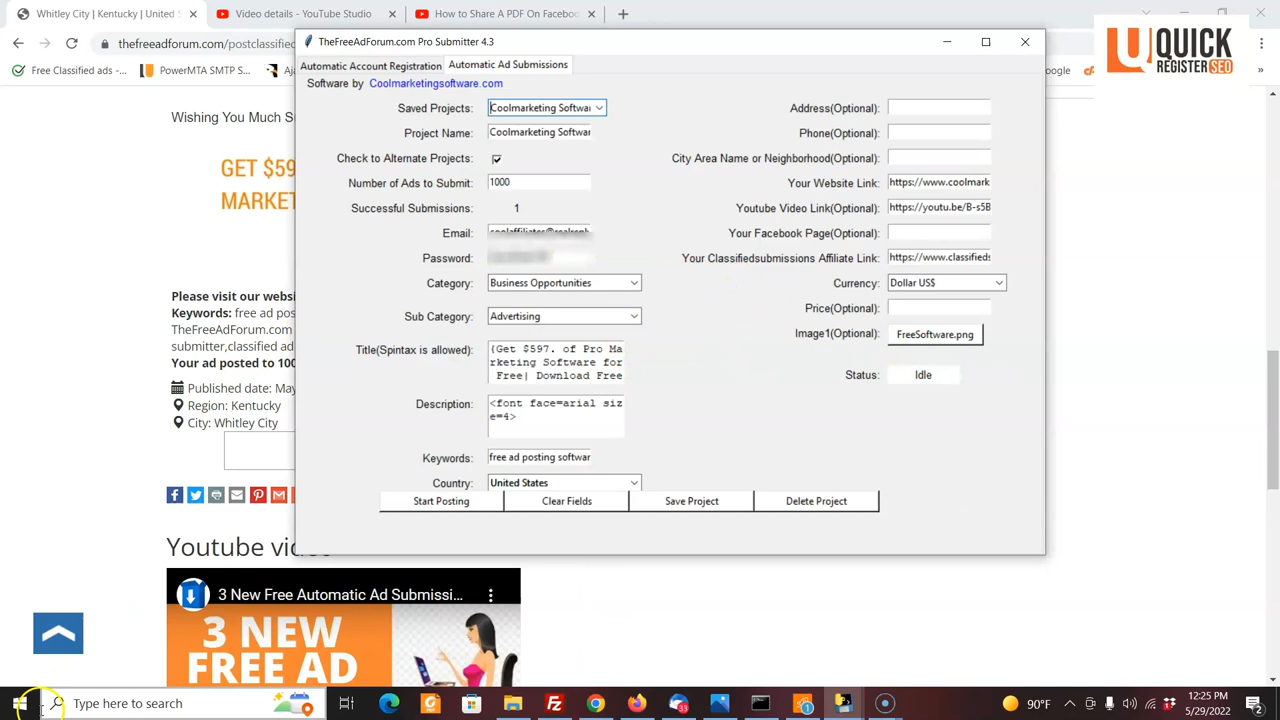 Whitley City | Kentucky | United S
Video details - YouTube Studio
How to Share A PDF On Faceboo
thefreeadforum.com/postclassified
Free Classified ads -...
PowerMTA SMTP S...
Aja
oogle
QUICK
REGISTER SEO
Wishing You Much S
GET $59
MARKET
Please visit our websi
Keywords: free ad pos
TheFreeAdForum.com
submitter,classified ad
Your ad posted to 100
Published date: May
Region: Kentucky
City: Whitley City
Youtube video
3 New Free Automatic Ad Submissi...
3 NEW
FREE AD
TheFreeAdForum.com Pro Submitter 4.3
Automatic Account Registration
Automatic Ad Submissions
Software by Coolmarketingsoftware.com
Saved Projects: Coolmarketing Softwar
Project Name: Coolmarketing Softwar
Check to Alternate Projects:
Number of Ads to Submit: 1000
Successful Submissions: 1
Email: coolaffiliates@realreph
Password:
Category: Business Opportunities
Sub Category: Advertising
Title(Spintax is allowed): {Get $597. of Pro Ma
rketing Software for
Free| Download Free
Description: <font face=arial siz
e=4>
Keywords: free ad posting softwar
Country: United States
Address(Optional):
Phone(Optional):
City Area Name or Neighborhood(Optional):
Your Website Link: https://www.coolmark
Youtube Video Link(Optional): https://youtu.be/B-s5B
Your Facebook Page(Optional):
Your Classifiedsubmissions Affiliate Link: https://www.classifieds
Currency: Dollar US$
Price(Optional):
Image1(Optional): FreeSoftware.png
Status: Idle
Start Posting
Clear Fields
Save Project
Delete Project
Type here to search
90°F
12:25 PM
5/29/2022